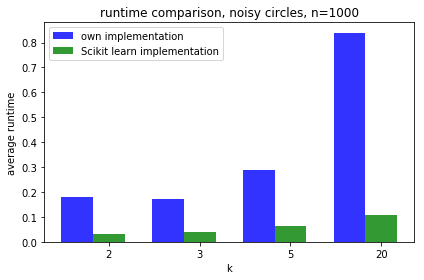 runtime comparison, noisy circles, n=1000
own implementation
Scikit learn implementation
average runtime
0.8
0.7
0.6
0.5
0.4
0.3
0.2
0.1
0.0
2 3 5 20
k